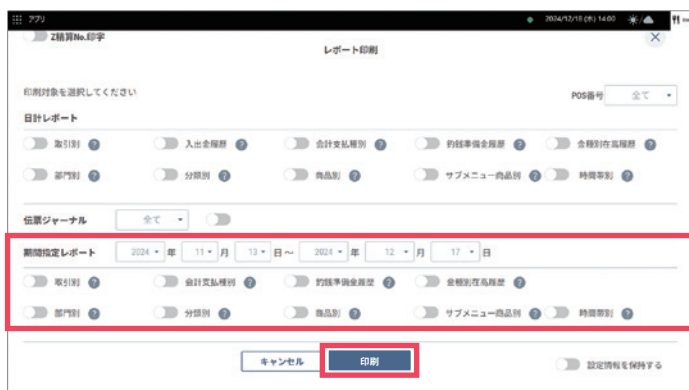 アプリ 2024/12/18 (水) 14:00
Z精算No.印字
レポート印刷
印刷対象を選択してください POS番号 全て
日計レポート
取引別 ? 入出金履歴 ? 会計支払種別 ? 釣銭準備金履歴 ? 金種別在高履歴 ?
部門別 ? 分類別 ? 商品別 ? サブメニュー商品別 ? 時間帯別 ?
伝票ジャーナル 全て
期間指定レポート 2024 年 11 月 13 日 ～ 2024 年 12 月 17 日
取引別 ? 会計支払種別 ? 釣銭準備金履歴 ? 金種別在高履歴 ?
部門別 ? 分類別 ? 商品別 ? サブメニュー商品別 ? 時間帯別 ?
キャンセル 印刷 設定情報を保持する